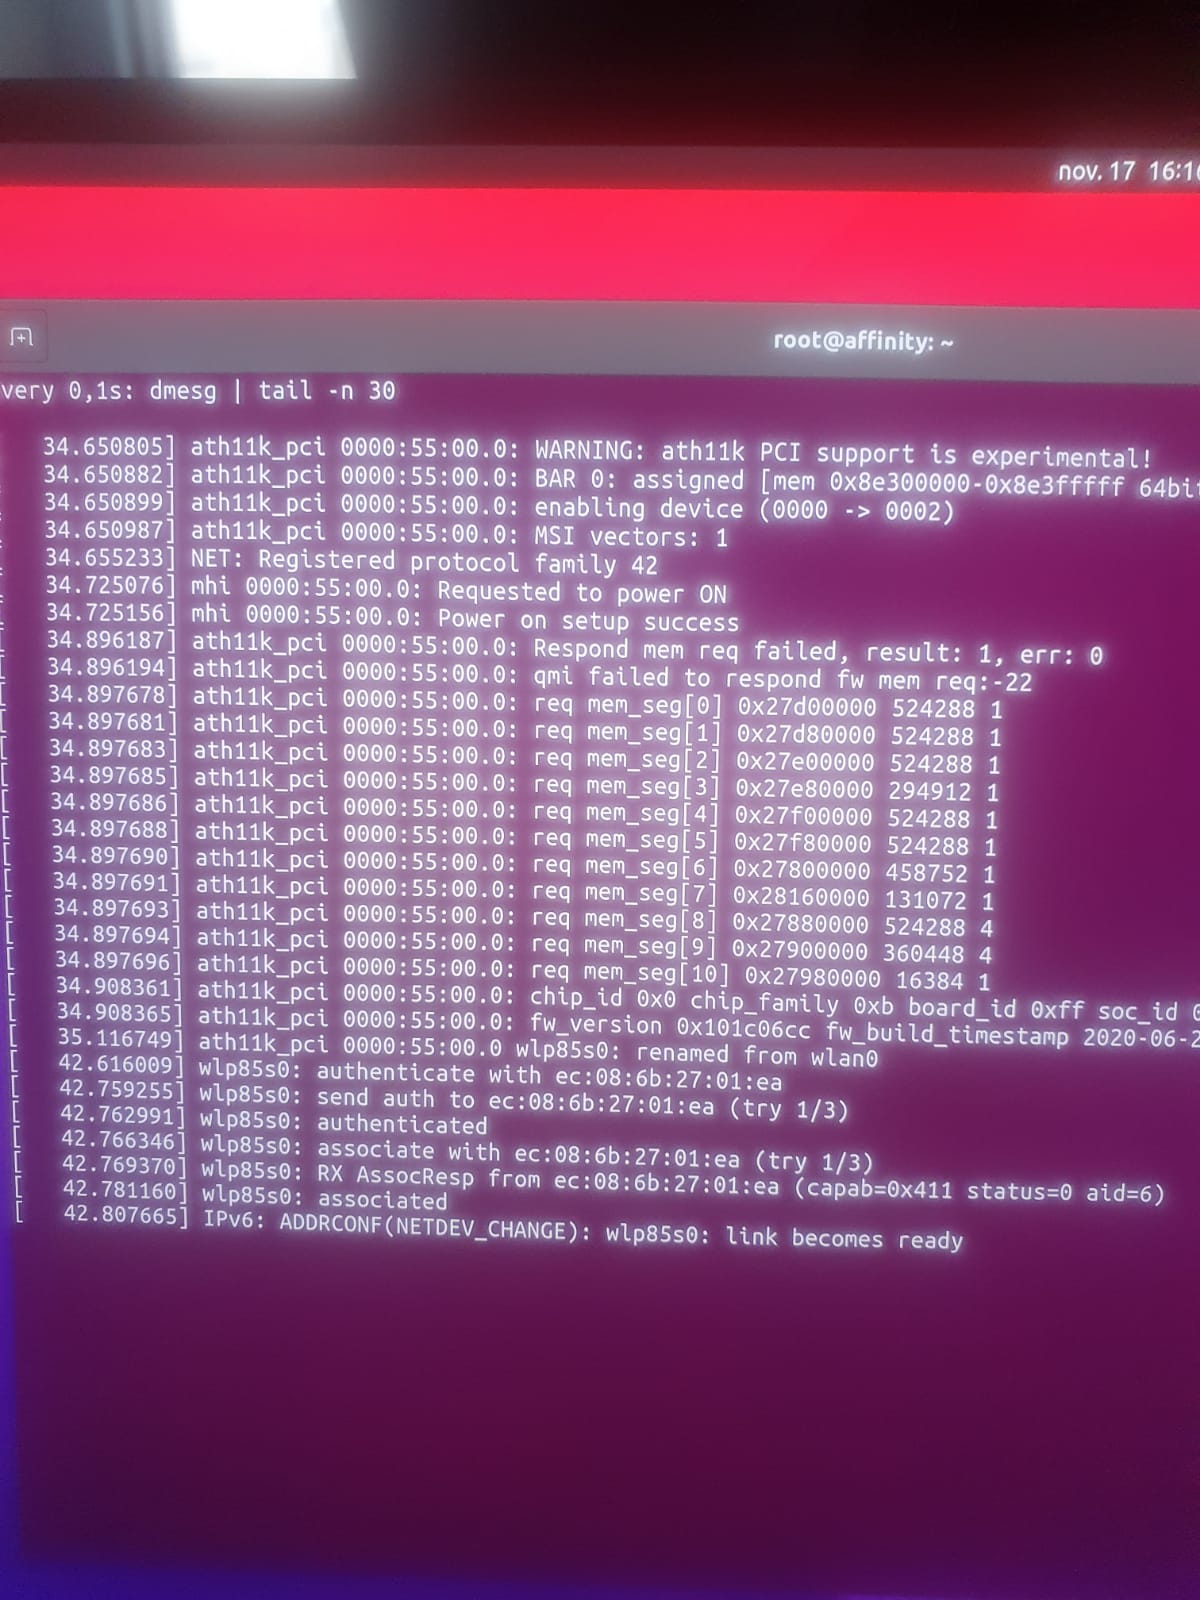 nov. 17 16:16
root@affinity: ~
very 0,1s: dmesg | tail -n 30
34.650805] ath11k_pci 0000:55:00.0: WARNING: ath11k PCI support is experimental!
34.650882] ath11k_pci 0000:55:00.0: BAR 0: assigned [mem 0x8e300000-0x8e3fffff 64bit
34.650899] ath11k_pci 0000:55:00.0: enabling device (0000 -> 0002)
34.650987] ath11k_pci 0000:55:00.0: MSI vectors: 1
34.655233] NET: Registered protocol family 42
34.725076] mhi 0000:55:00.0: Requested to power ON
34.725156] mhi 0000:55:00.0: Power on setup success
34.896187] ath11k_pci 0000:55:00.0: Respond mem req failed, result: 1, err: 0
34.896194] ath11k_pci 0000:55:00.0: qmi failed to respond fw mem req:-22
34.897678] ath11k_pci 0000:55:00.0: req mem_seg[0] 0x27d00000 524288 1
34.897681] ath11k_pci 0000:55:00.0: req mem_seg[1] 0x27d80000 524288 1
34.897683] ath11k_pci 0000:55:00.0: req mem_seg[2] 0x27e00000 524288 1
34.897685] ath11k_pci 0000:55:00.0: req mem_seg[3] 0x27e80000 294912 1
34.897686] ath11k_pci 0000:55:00.0: req mem_seg[4] 0x27f00000 524288 1
34.897688] ath11k_pci 0000:55:00.0: req mem_seg[5] 0x27f80000 524288 1
[ 34.897690] ath11k_pci 0000:55:00.0: req mem_seg[6] 0x27800000 458752 1
[ 34.897691] ath11k_pci 0000:55:00.0: req mem_seg[7] 0x28160000 131072 1
[ 34.897693] ath11k_pci 0000:55:00.0: req mem_seg[8] 0x27880000 524288 4
[ 34.897694] ath11k_pci 0000:55:00.0: req mem_seg[9] 0x27900000 360448 4
[ 34.897696] ath11k_pci 0000:55:00.0: req mem_seg[10] 0x27980000 16384 1
[ 34.908361] ath11k_pci 0000:55:00.0: chip_id 0x0 chip_family 0xb board_id 0xff soc_id 0
[ 34.908365] ath11k_pci 0000:55:00.0: fw_version 0x101c06cc fw_build_timestamp 2020-06-2
[ 35.116749] ath11k_pci 0000:55:00.0 wlp85s0: renamed from wlan0
[ 42.616009] wlp85s0: authenticate with ec:08:6b:27:01:ea
[ 42.759255] wlp85s0: send auth to ec:08:6b:27:01:ea (try 1/3)
[ 42.762991] wlp85s0: authenticated
[ 42.766346] wlp85s0: associate with ec:08:6b:27:01:ea (try 1/3)
[ 42.769370] wlp85s0: RX AssocResp from ec:08:6b:27:01:ea (capab=0x411 status=0 aid=6)
[ 42.781160] wlp85s0: associated
[ 42.807665] IPv6: ADDRCONF(NETDEV_CHANGE): wlp85s0: link becomes ready